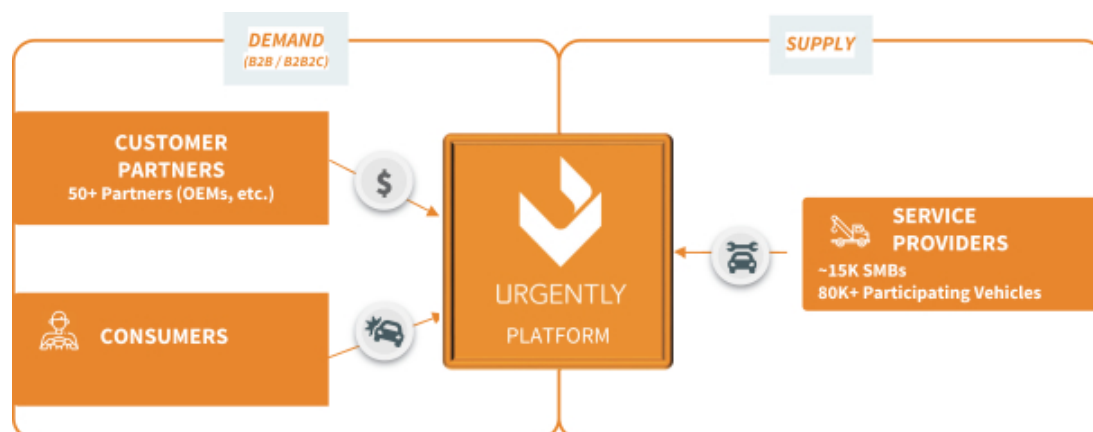 DEMAND
(B2B / B2B2C)
SUPPLY
CUSTOMER
PARTNERS
50+ Partners (OEMs, etc.)
$
CONSUMERS
URGENTLY
PLATFORM
SERVICE
PROVIDERS
~15K SMBs
80K+ Participating Vehicles